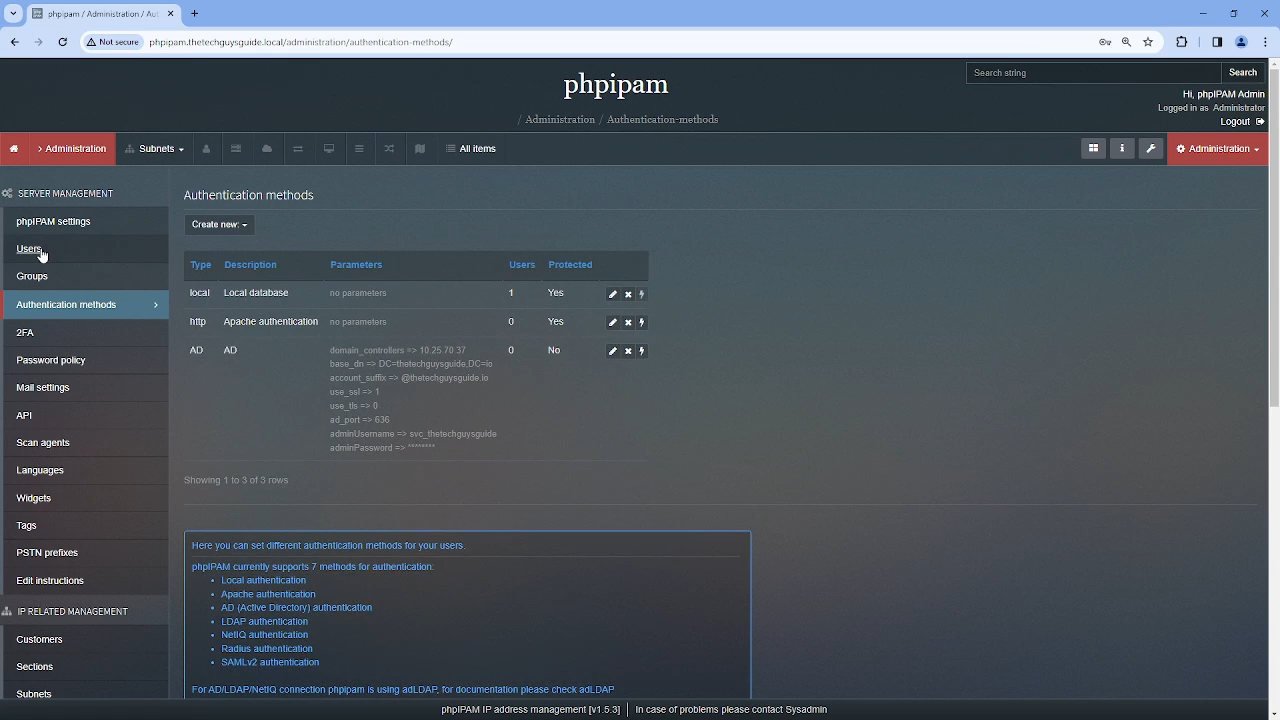 phpipam / Administration / Aut
Not secure
phpipam.thetechguysguide.local/administration/authentication-methods/
phpipam
Search string
Search
Hi, phpIPAM Admin
Logged in as Administrator
Logout
/ Administration / Authentication-methods
> Administration
Subnets
All items
Administration
SERVER MANAGEMENT
phpIPAM settings
Users
Groups
Authentication methods
2FA
Password policy
Mail settings
API
Scan agents
Languages
Widgets
Tags
PSTN prefixes
Edit instructions
IP RELATED MANAGEMENT
Customers
Sections
Subnets
Authentication methods
Create new:
Type Description Parameters Users Protected
local Local database no parameters 1 Yes
http Apache authentication no parameters 0 Yes
AD AD domain_controllers => 10.25.70.37 0 No
base_dn => DC=thetechguysguide,DC=io
account_suffix => @thetechguysguide.io
use_ssl => 1
use_tls => 0
ad_port => 636
adminUsername => svc_thetechguysguide
adminPassword => ********
Showing 1 to 3 of 3 rows
Here you can set different authentication methods for your users.
phpIPAM currently supports 7 methods for authentication:
• Local authentication
• Apache authentication
• AD (Active Directory) authentication
• LDAP authentication
• NetIQ authentication
• Radius authentication
• SAMLv2 authentication
For AD/LDAP/NetIQ connection phpipam is using adLDAP, for documentation please check adLDAP
phpIPAM IP address management [v1.5.3] In case of problems please contact Sysadmin